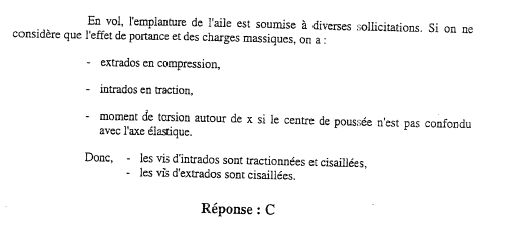 En vol, l'emplanture de l'aile est soumise à diverses sollicitations. Si on ne
considère que l'effet de portance et des charges massiques, on a :
- extrados en compression,
- intrados en traction,
- moment de torsion autour de x si le centre de poussée n'est pas confondu
avec l'axe élastique.
Donc, - les vis d'intrados sont tractionnées et cisaillées,
- les vis d'extrados sont cisaillées.
Réponse : C